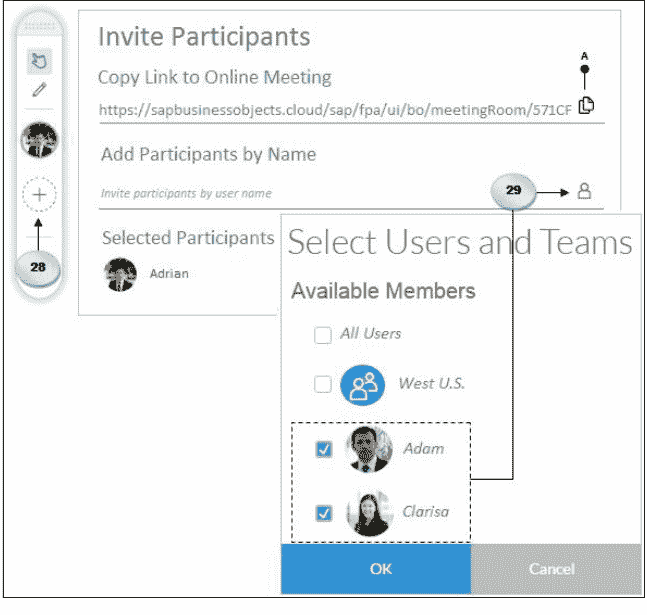 Invite Participants
Copy Link to Online Meeting
A
https://sapbusinessobjects.cloud/sap/fpa/ui/bo/meetingRoom/571CF
Add Participants by Name
Invite participants by user name
29
Selected Participants
28
Adrian
Select Users and Teams
Available Members
All Users
West U.S.
Adam
Clarisa
OK
Cancel